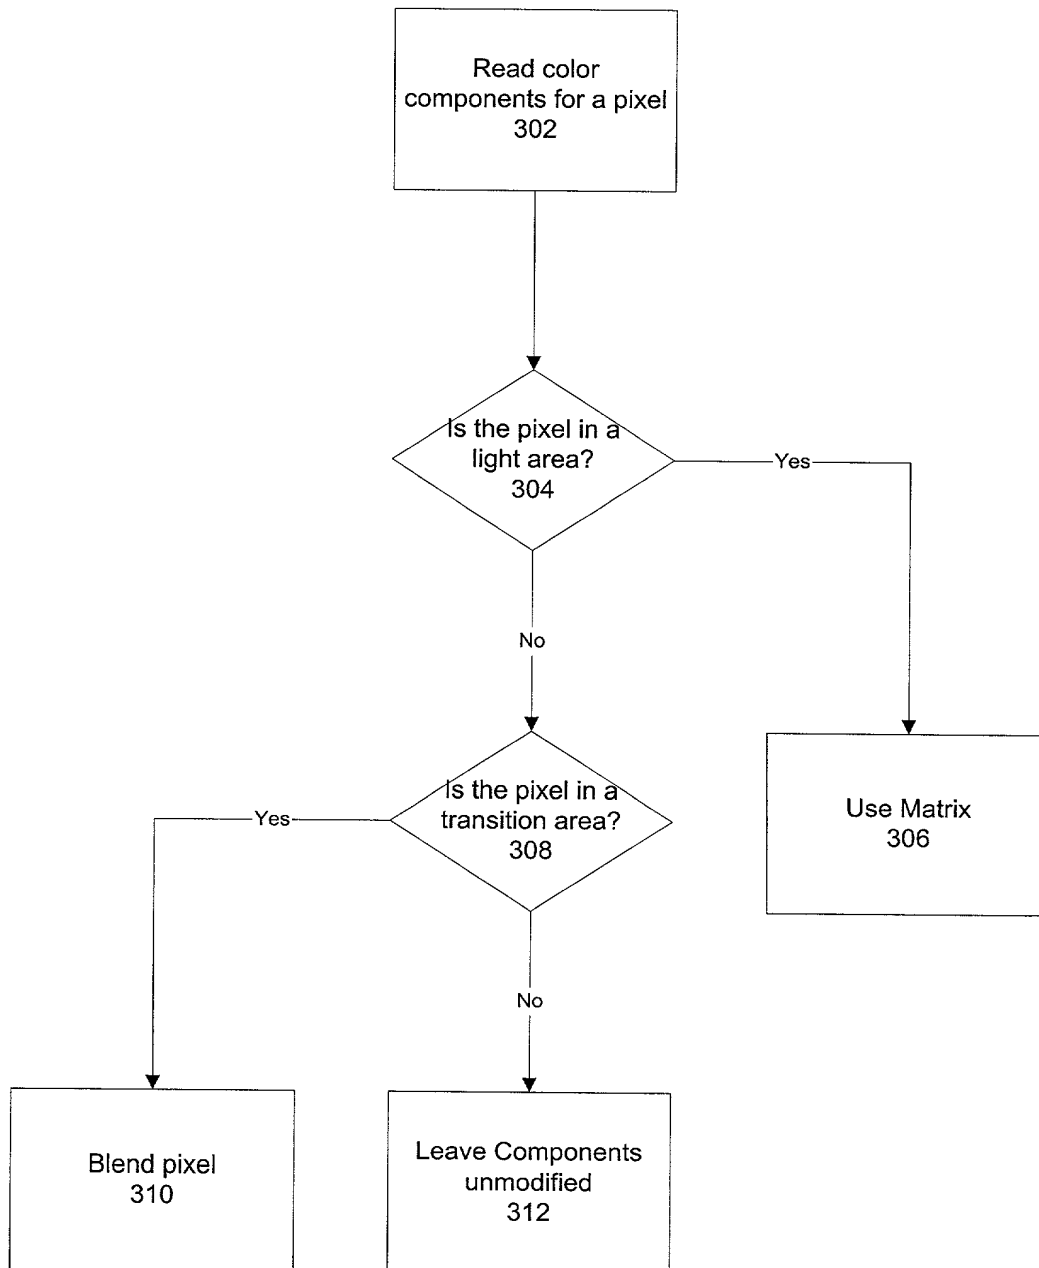 Read color
components for a pixel
302
Is the pixel in a
light area?
304
Yes
No
Is the pixel in a
transition area?
308
Yes
Use Matrix
306
No
Blend pixel
310
Leave Components
unmodified
312